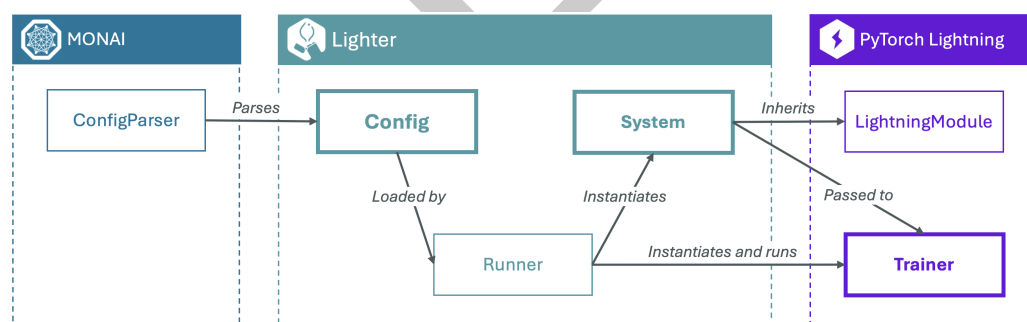 MONAI
Lighter
PyTorch Lightning
ConfigParser
Parses
Config
System
Inherits
LightningModule
Loaded by
Instantiates
Passed to
Runner
Instantiates and runs
Trainer